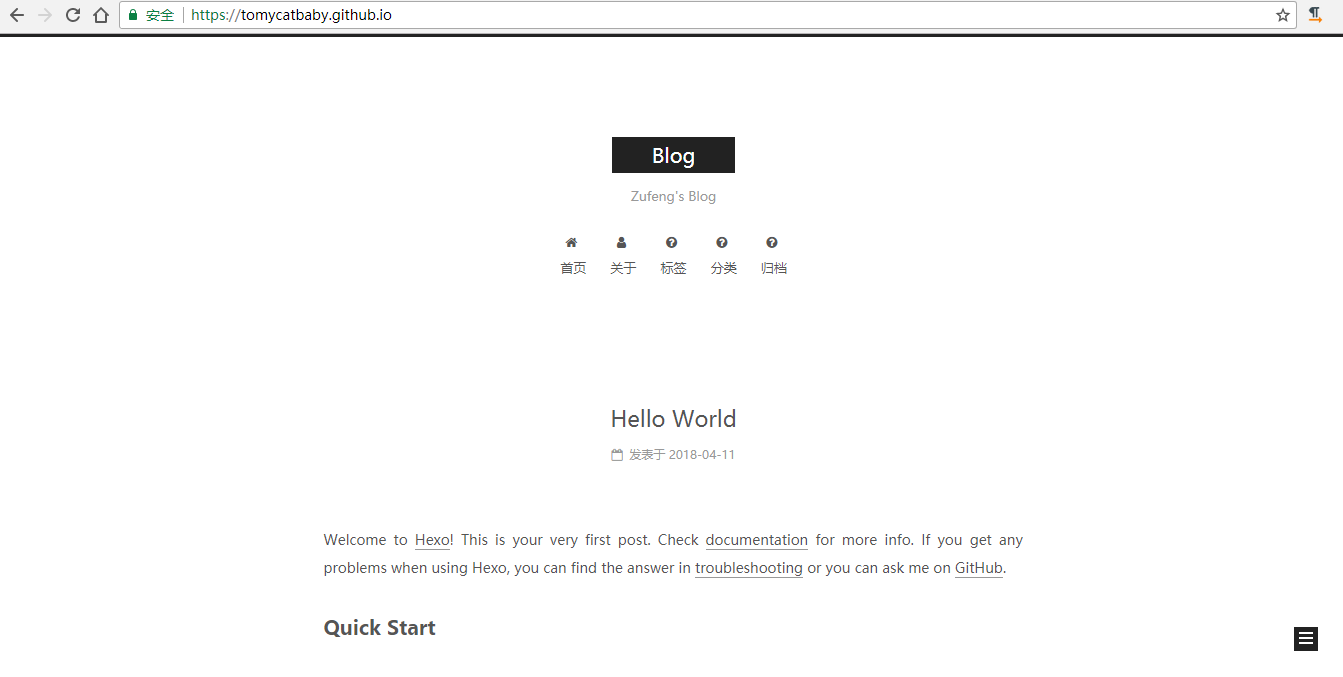 安全 https://tomycatbaby.github.io
Blog
Zufeng's Blog
首页 关于 标签 分类 归档
Hello World
发表于 2018-04-11
Welcome to Hexo! This is your very first post. Check documentation for more info. If you get any
problems when using Hexo, you can find the answer in troubleshooting or you can ask me on GitHub.
Quick Start